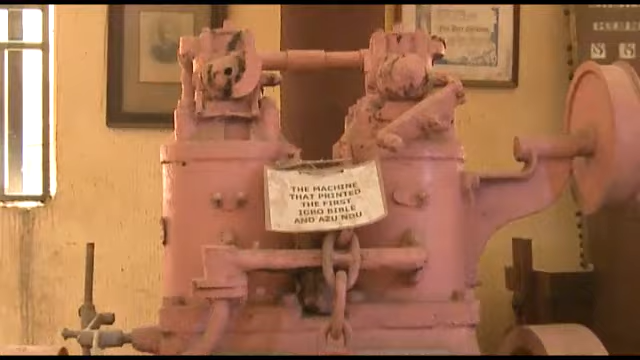 THE MACHINE
THAT PRINTED
THE FIRST
IGBO BIBLE
AND AZU NDU